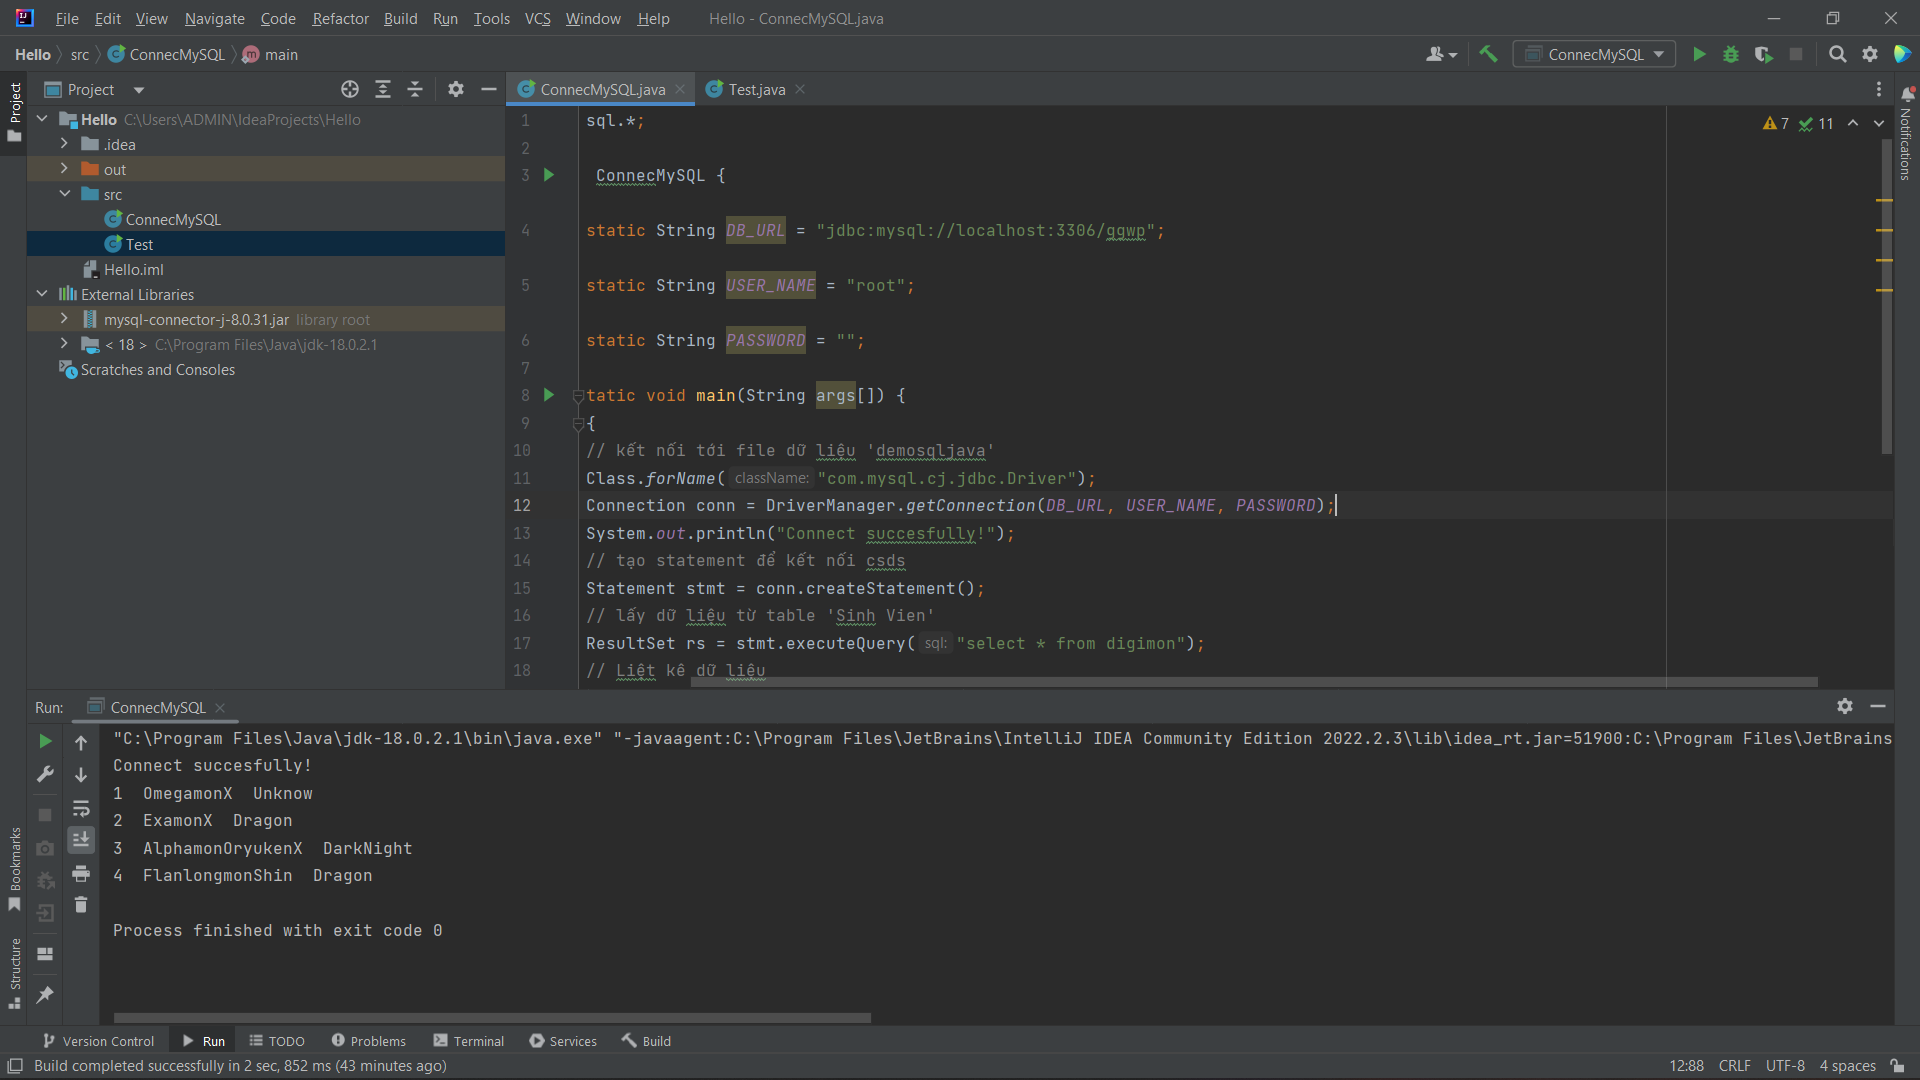 File Edit View Navigate Code Refactor Build Run Tools VCS Window Help Hello - ConnecMySQL.java
Hello src ConnecMySQL m main ConnecMySQL
Project ConnecMySQL.java Test.java
Project
Hello C:\Users\ADMIN\IdeaProjects\Hello
.idea
out
src
ConnecMySQL
Test
Hello.iml
External Libraries
mysql-connector-j-8.0.31.jar library root
< 18 > C:\Program Files\Java\jdk-18.0.2.1
Scratches and Consoles
7 11
Notifications
1 sql.*;
2
3 ConnecMySQL {
4 static String DB_URL = "jdbc:mysql://localhost:3306/ggwp";
5 static String USER_NAME = "root";
6 static String PASSWORD = "";
7
8 tatic void main(String args[]) {
9 {
10 // kết nối tới file dữ liệu 'demosqljava'
11 Class.forName( className: "com.mysql.cj.jdbc.Driver");
12 Connection conn = DriverManager.getConnection(DB_URL, USER_NAME, PASSWORD);
13 System.out.println("Connect succesfully!");
14 // tạo statement để kết nối csds
15 Statement stmt = conn.createStatement();
16 // lấy dữ liệu từ table 'Sinh Vien'
17 ResultSet rs = stmt.executeQuery( sql: "select * from digimon");
18 // Liệt kê dữ liệu
Run: ConnecMySQL
"C:\Program Files\Java\jdk-18.0.2.1\bin\java.exe" "-javaagent:C:\Program Files\JetBrains\IntelliJ IDEA Community Edition 2022.2.3\lib\idea_rt.jar=51900:C:\Program Files\JetBrains
Connect succesfully!
1 OmegamonX Unknow
2 ExamonX Dragon
3 AlphamonOryukenX DarkNight
4 FlanlongmonShin Dragon
Process finished with exit code 0
Bookmarks
Structure
Version Control Run TODO Problems Terminal Services Build
Build completed successfully in 2 sec, 852 ms (43 minutes ago) 12:88 CRLF UTF-8 4 spaces